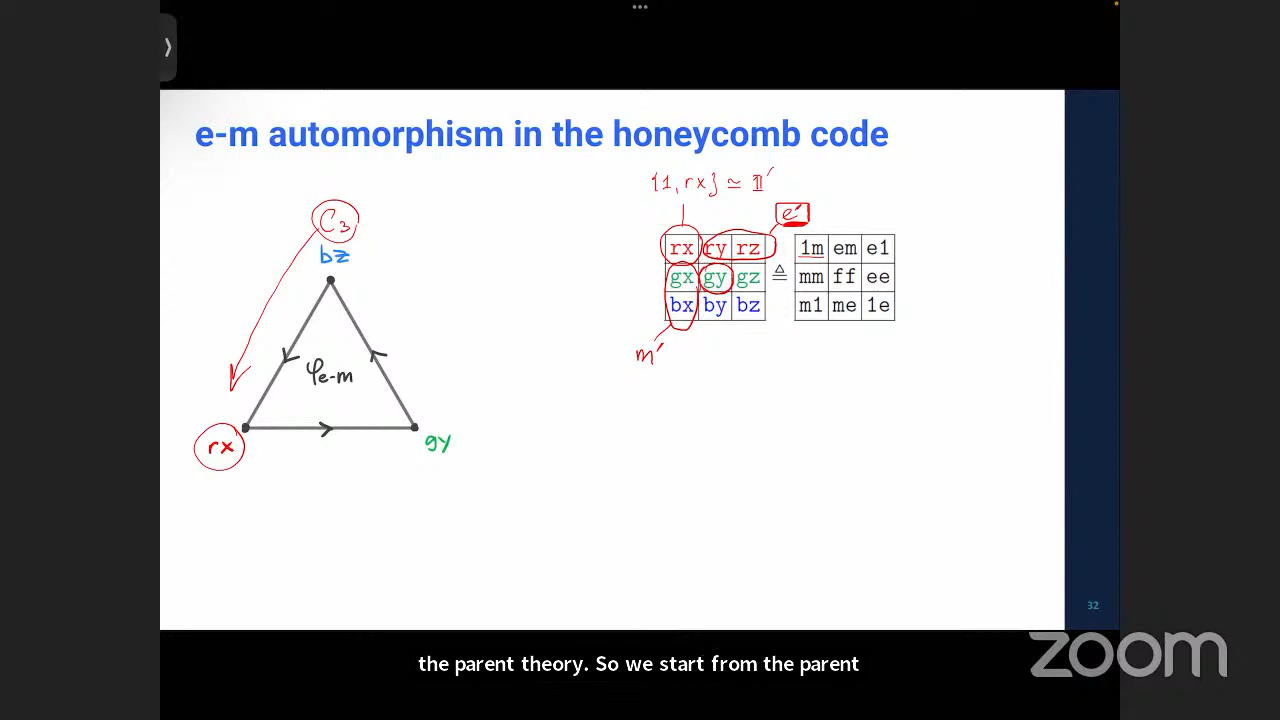 e-m automorphism in the honeycomb code
{1, rx} ≃ 𝟙′
e′
C3
bz
rx ry rz
gx gy gz
bx by bz
≜
1m em e1
mm ff ee
m1 me 1e
m′
φe-m
rx
gy
32
the parent theory. So we start from the parent
zoom